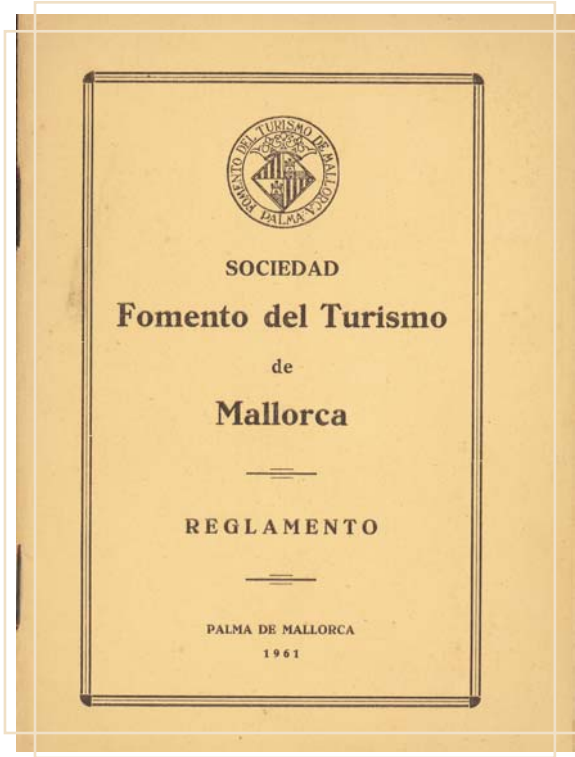 FOMENTO DEL TURISMO DE MALLORCA
PALMA
SOCIEDAD
Fomento del Turismo
de
Mallorca
REGLAMENTO
PALMA DE MALLORCA
1961